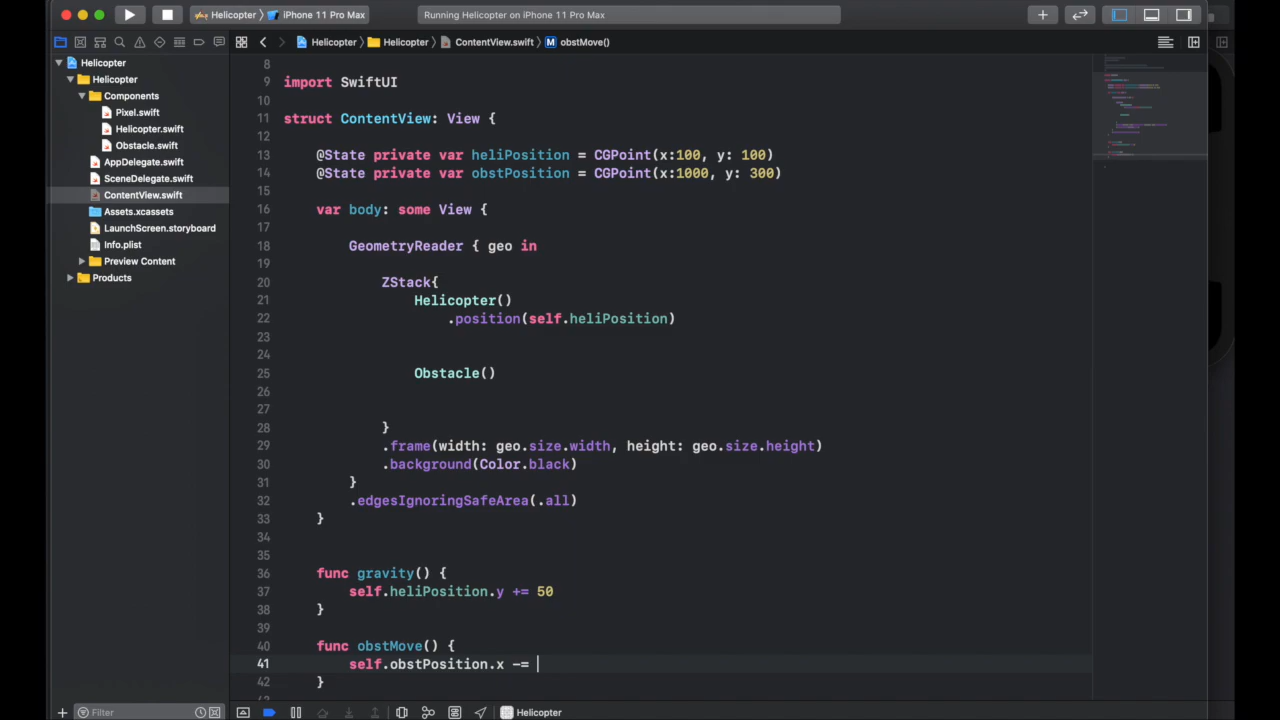 Helicopter
iPhone 11 Pro Max
Running Helicopter on iPhone 11 Pro Max
Helicopter
Helicopter
ContentView.swift
M
obstMove()
Helicopter
Helicopter
Components
Pixel.swift
Helicopter.swift
Obstacle.swift
AppDelegate.swift
SceneDelegate.swift
ContentView.swift
Assets.xcassets
LaunchScreen.storyboard
Info.plist
Preview Content
Products
8
9 import SwiftUI
10
11 struct ContentView: View {
12
13 @State private var heliPosition = CGPoint(x:100, y: 100)
14 @State private var obstPosition = CGPoint(x:1000, y: 300)
15
16 var body: some View {
17
18 GeometryReader { geo in
19
20 ZStack{
21 Helicopter()
22 .position(self.heliPosition)
23
24
25 Obstacle()
26
27
28 }
29 .frame(width: geo.size.width, height: geo.size.height)
30 .background(Color.black)
31 }
32 .edgesIgnoringSafeArea(.all)
33 }
34
35
36 func gravity() {
37 self.heliPosition.y += 50
38 }
39
40 func obstMove() {
41 self.obstPosition.x -=
42 }
Filter
Helicopter